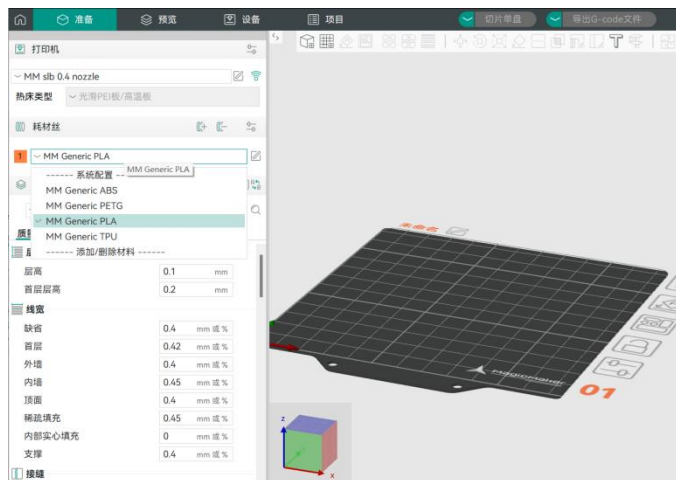 准备
预览
设备
项目
切片单盘
导出G-code文件
打印机
MM slb 0.4 nozzle
热床类型
光滑PEI板/高温板
耗材丝
1
MM Generic PLA
------ 系统配置 --
MM Generic PLA
MM Generic ABS
MM Generic PETG
MM Generic PLA
MM Generic TPU
------ 添加/删除材料 ------
层高
0.1 mm
首层层高
0.2 mm
线宽
缺省
0.4 mm 或 %
首层
0.42 mm 或 %
外墙
0.4 mm 或 %
内墙
0.45 mm 或 %
顶面
0.4 mm 或 %
稀疏填充
0.45 mm 或 %
内部实心填充
0 mm 或 %
支撑
0.4 mm 或 %
接缝
未命名
MagicMaker
01
z
x